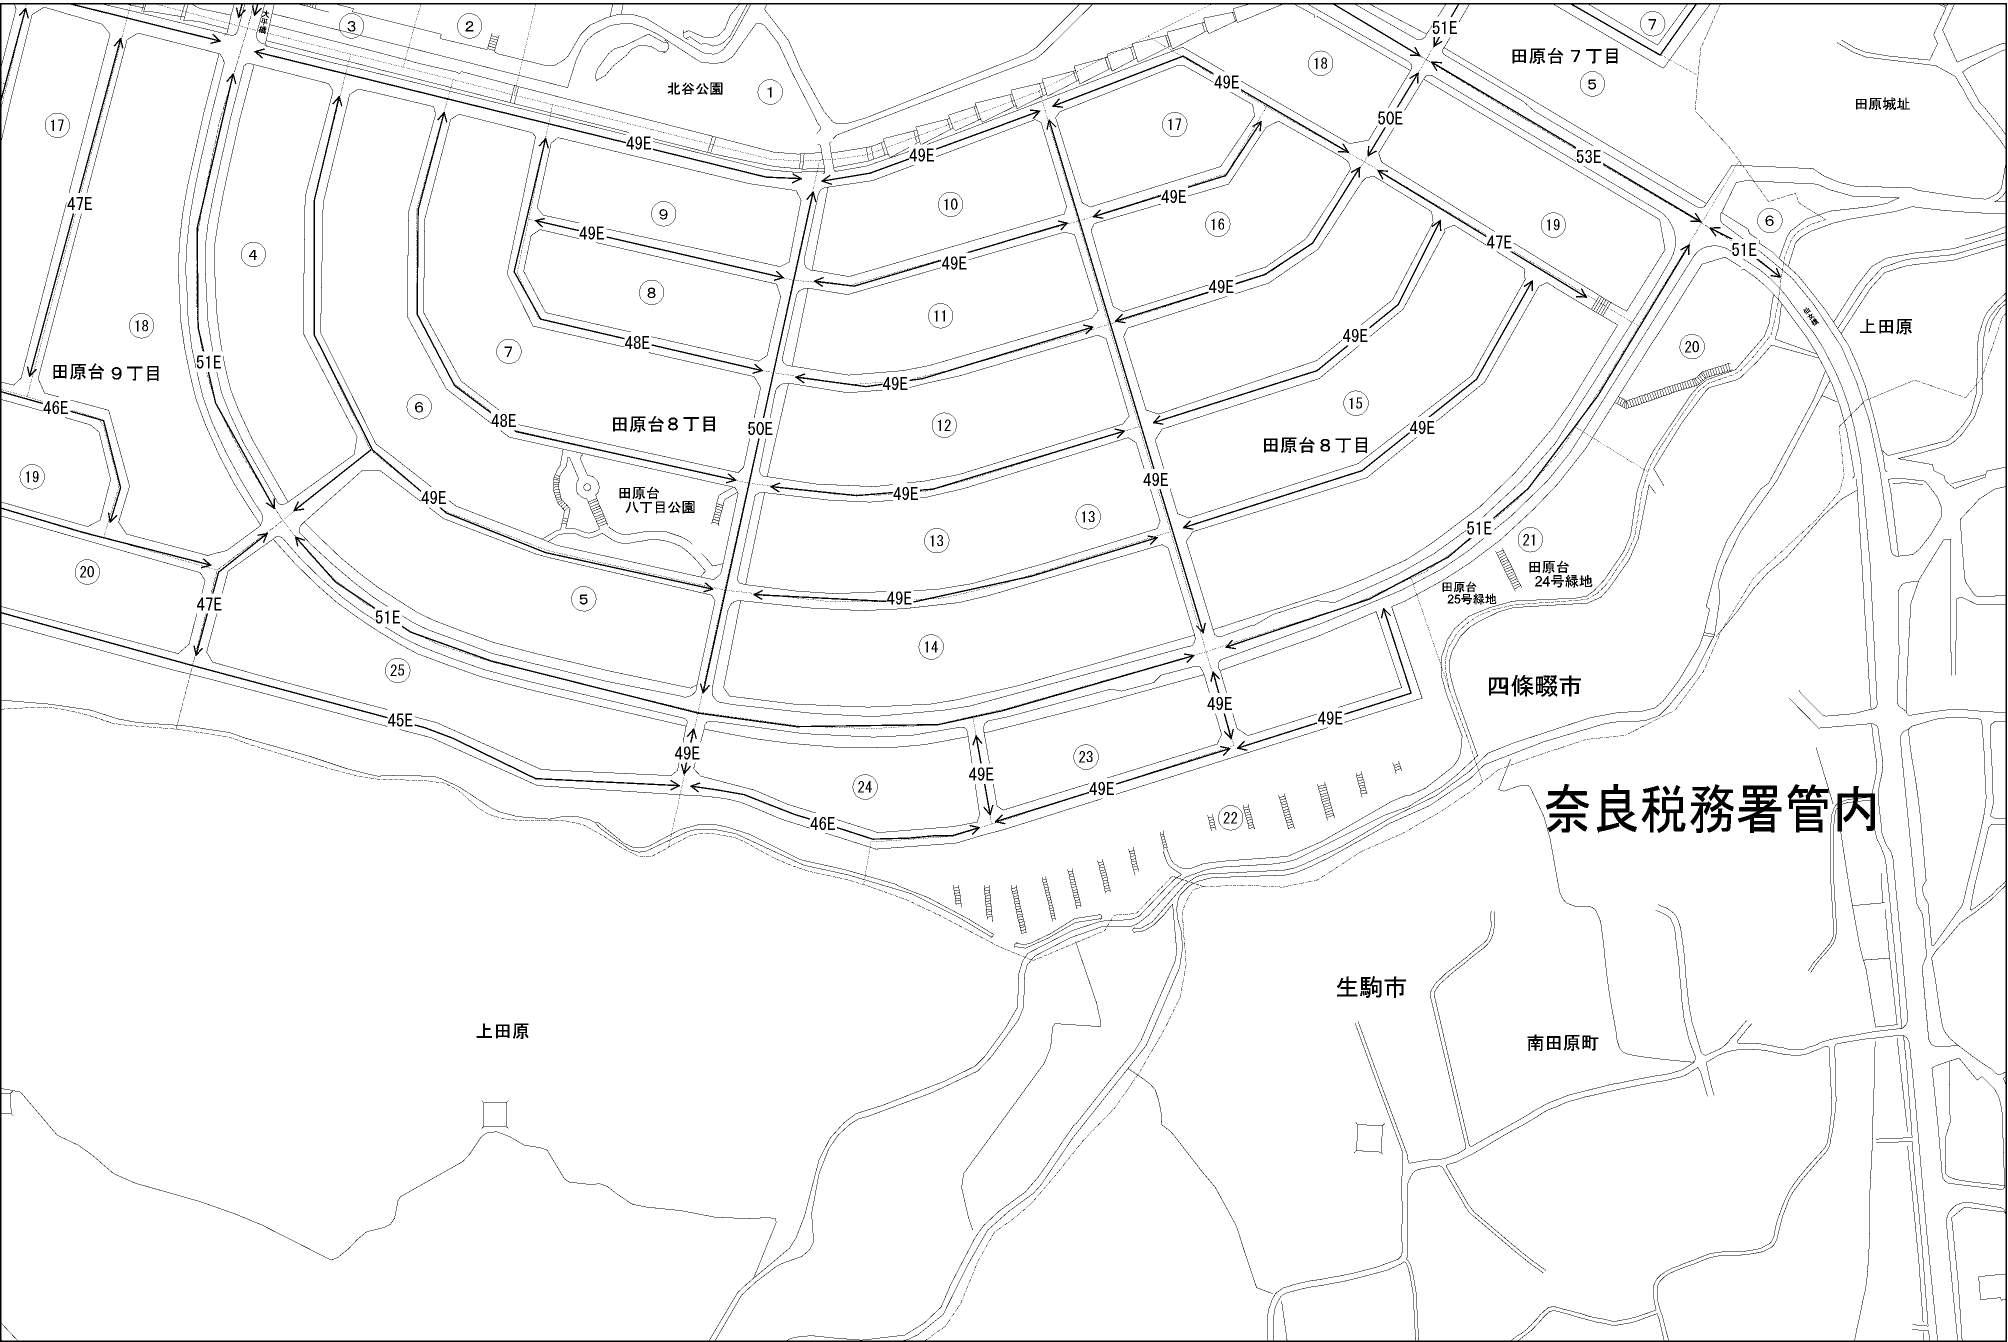 大平橋
③
②
51E
⑦
田原台７丁目
⑤
⑱
49E
北谷公園
①
田原城址
⑰
⑰
50E
49E
49E
53E
47E
49E
⑨
⑩
⑯
⑲
⑥
49E
47E
51E
④
49E
49E
⑧
⑪
上田原
⑱
48E
49E
⑳
⑦
51E
田原台９丁目
49E
46E
⑥
⑮
48E
田原台８丁目
50E
⑫
49E
田原台８丁目
⑲
49E
田原台
八丁目公園
49E
49E
⑬
⑬
51E
㉑
⑳
田原台
24号緑地
田原台
25号緑地
47E
51E
⑤
49E
⑭
㉕
四條畷市
45E
49E
49E
49E
㉓
49E
㉔
49E
46E
㉒
奈良税務署管内
生駒市
上田原
南田原町